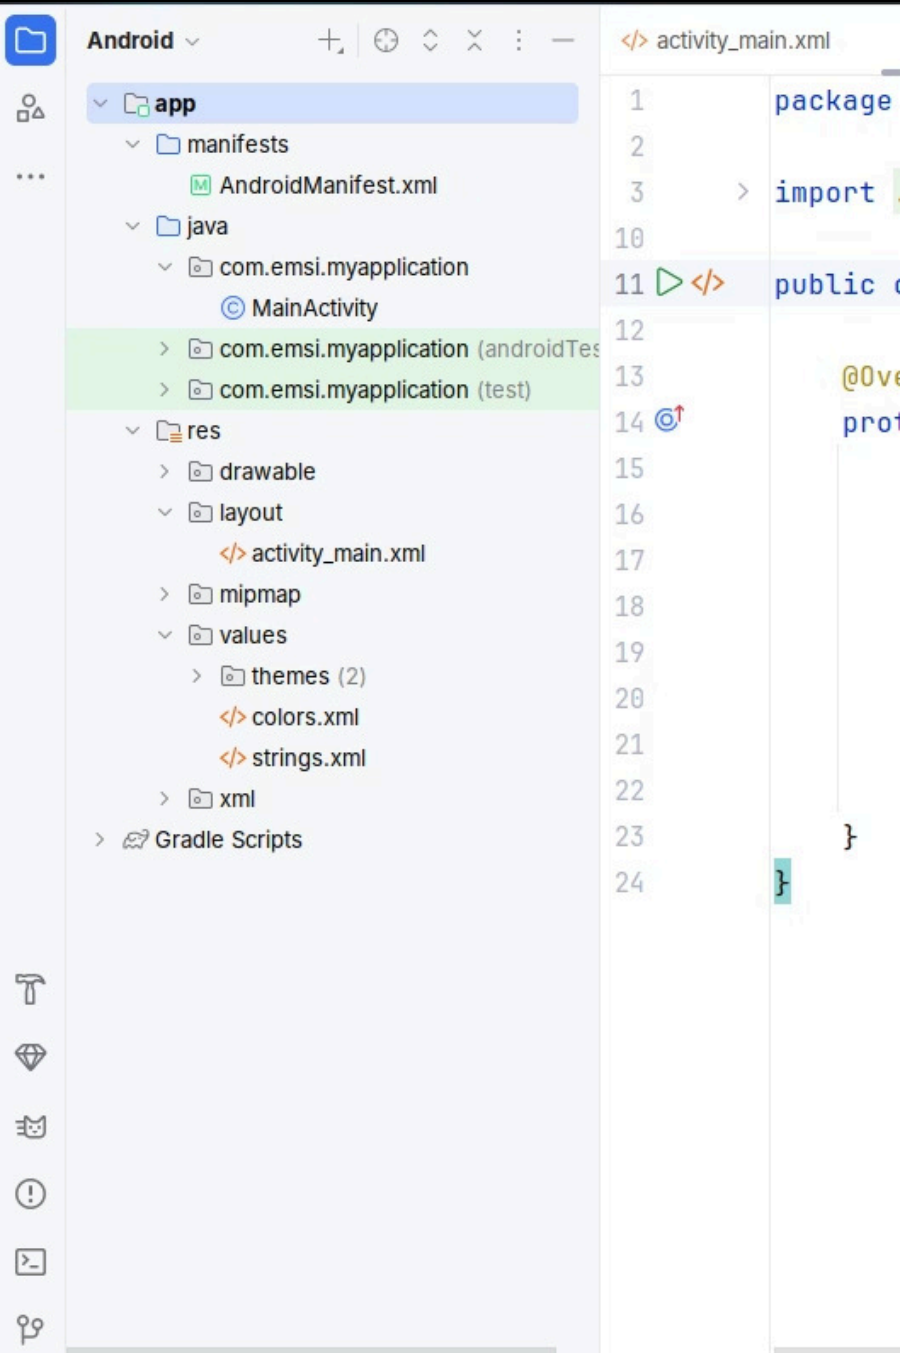 Android
app
manifests
AndroidManifest.xml
java
com.emsi.myapplication
MainActivity
com.emsi.myapplication (androidTes
com.emsi.myapplication (test)
res
drawable
layout
activity_main.xml
mipmap
values
themes (2)
colors.xml
strings.xml
xml
Gradle Scripts
activity_main.xml
1 package
2
3 import
10
11 public c
12
13 @Ove
14 prot
15
16
17
18
19
20
21
22
23 }
24 }